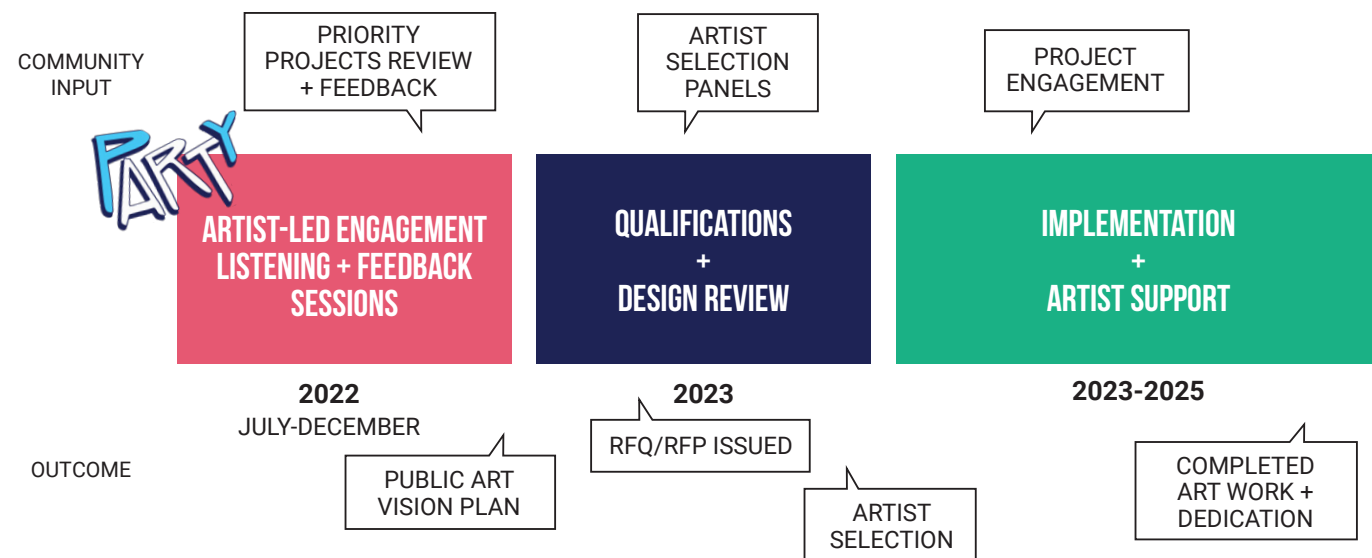 COMMUNITY
INPUT
PRIORITY
PROJECTS REVIEW
+ FEEDBACK
ARTIST
SELECTION
PANELS
PROJECT
ENGAGEMENT
PARTY
ARTIST-LED ENGAGEMENT
LISTENING + FEEDBACK
SESSIONS
QUALIFICATIONS
+
DESIGN REVIEW
IMPLEMENTATION
+
ARTIST SUPPORT
2022
JULY-DECEMBER
2023
2023-2025
OUTCOME
PUBLIC ART
VISION PLAN
RFQ/RFP ISSUED
ARTIST
SELECTION
COMPLETED
ART WORK +
DEDICATION